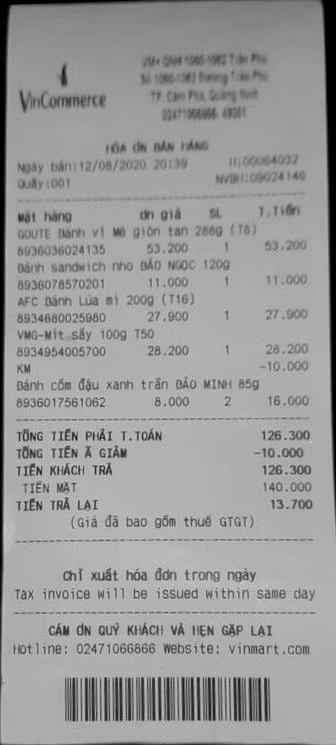 VinCommerce
VM+ QNH 1060-1062 Trần Phú
Số 1060-1062 Đường Trần Phú
TP. Cẩm Phả, Quảng Ninh
02471066866- 49001
HÓA ƠN BÁN HÀNG
Ngày bán:12/08/2020 20:39 H:00064032
Quầy:001 NVBH:09024146
Mặt hàng ơn giá SL T.Tiền
GOUTE Bánh vị Mè giòn tan 288g (T8)
8936036024135 53.200 1 53.200
Bánh sandwich nho BẢO NGỌC 120g
8936078570201 11.000 1 11.000
AFC Bánh Lúa mì 200g (T16)
8934680025980 27.900 1 27.900
VMG-Mít sấy 100g T50
8934954005700 28.200 1 28.200
KM -10.000
Bánh cốm đậu xanh trần BẢO MINH 85g
8936017561062 8.000 2 16.000
TỔNG TIỀN PHẢI T.TOÁN 126.300
TỔNG TIỀN Ã GIẢM -10.000
TIỀN KHÁCH TRẢ 126.300
TIỀN MẶT 140.000
TIỀN TRẢ LẠI 13.700
(Giá đã bao gồm thuế GTGT)
Chỉ xuất hóa đơn trong ngày
Tax invoice will be issued within same day
CÁM ƠN QUÝ KHÁCH VÀ HẸN GẶP LẠI
Hotline: 02471066866 Website: vinmart.com